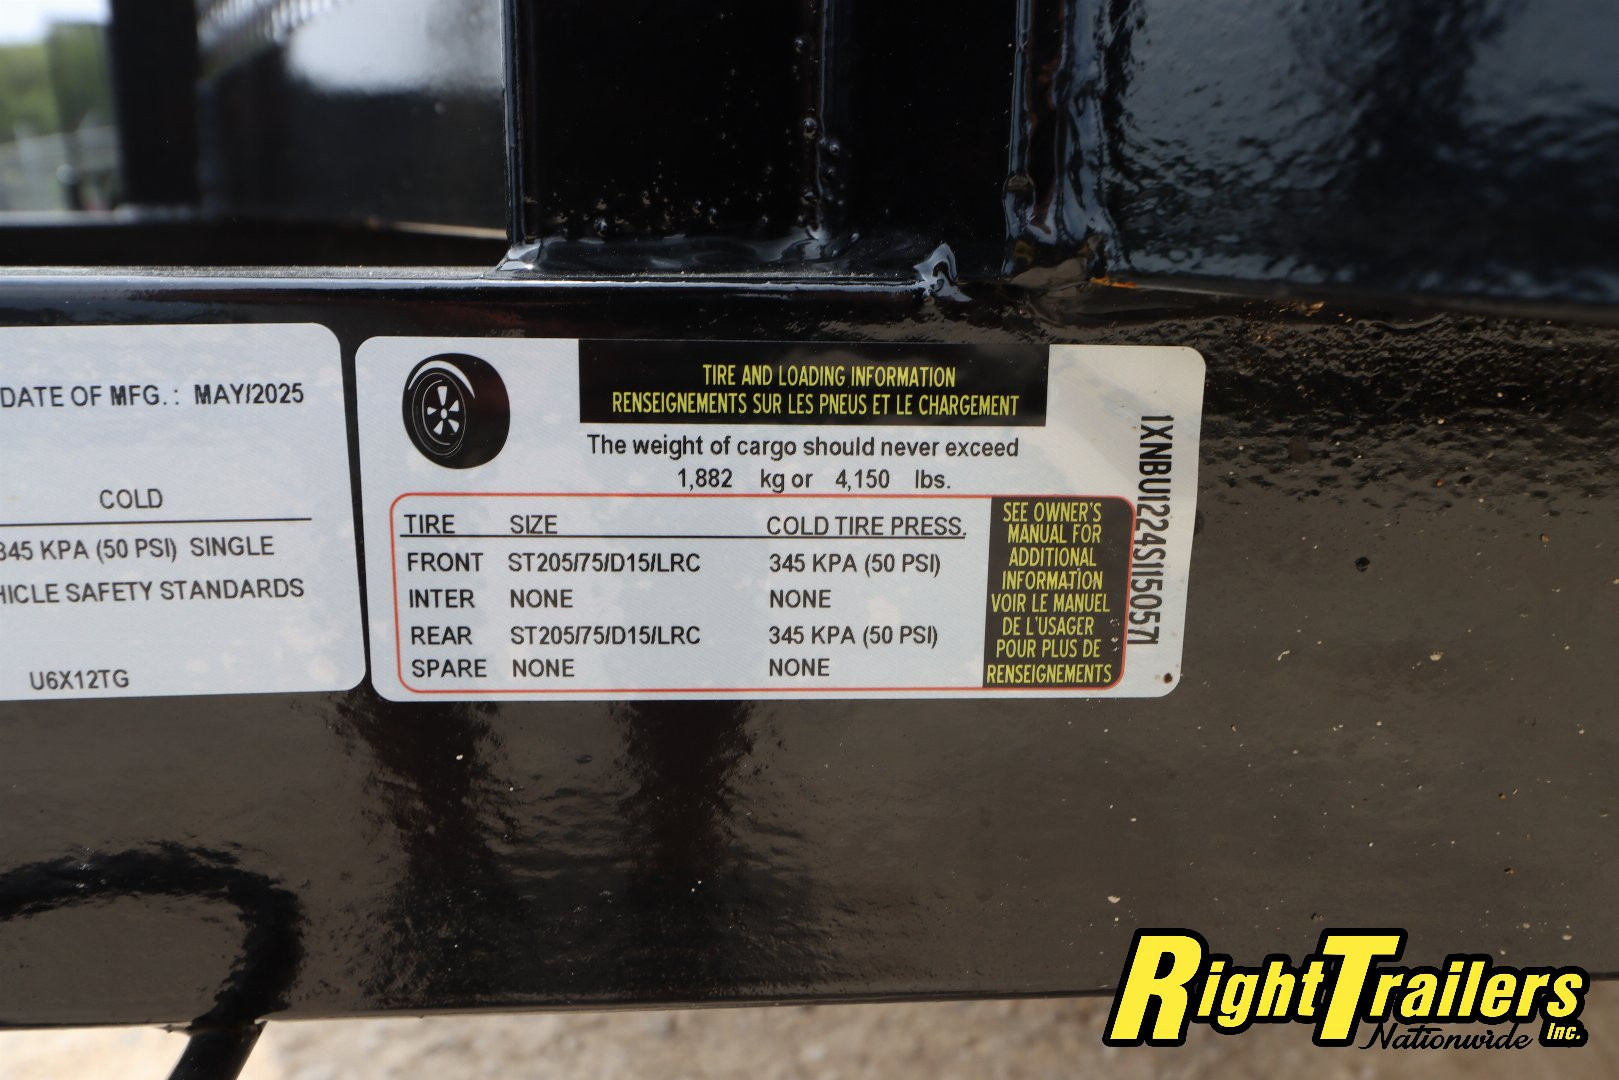 DATE OF MFG.: MAY/2025
COLD
345 KPA (50 PSI) SINGLE
HICLE SAFETY STANDARDS
U6X12TG
TIRE AND LOADING INFORMATION
RENSEIGNEMENTS SUR LES PNEUS ET LE CHARGEMENT
The weight of cargo should never exceed
1,882 kg or 4,150 lbs.
TIRE SIZE COLD TIRE PRESS.
FRONT ST205/75/D15/LRC 345 KPA (50 PSI)
INTER NONE NONE
REAR ST205/75/D15/LRC 345 KPA (50 PSI)
SPARE NONE NONE
SEE OWNER'S
MANUAL FOR
ADDITIONAL
INFORMATION
VOIR LE MANUEL
DE L'USAGER
POUR PLUS DE
RENSEIGNEMENTS
1XNBU1224S1150571
RightTrailers
Nationwide Inc.